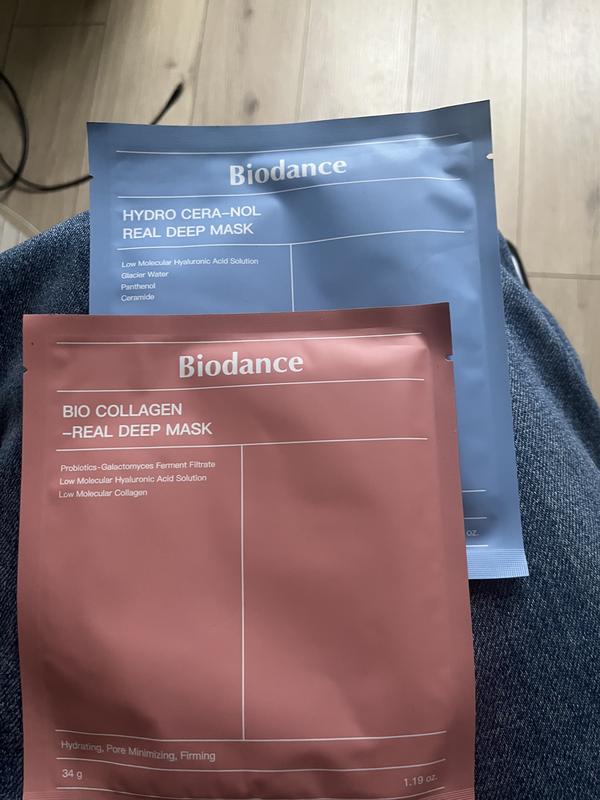 Biodance
HYDRO CERA-NOL
REAL DEEP MASK
Low Molecular Hyaluronic Acid Solution
Glacier Water
Panthenol
Ceramide
oz.
Biodance
BIO COLLAGEN
-REAL DEEP MASK
Probiotics-Galactomyces Ferment Filtrate
Low Molecular Hyaluronic Acid Solution
Low Molecular Collagen
Hydrating, Pore Minimizing, Firming
34 g
1.19 oz.